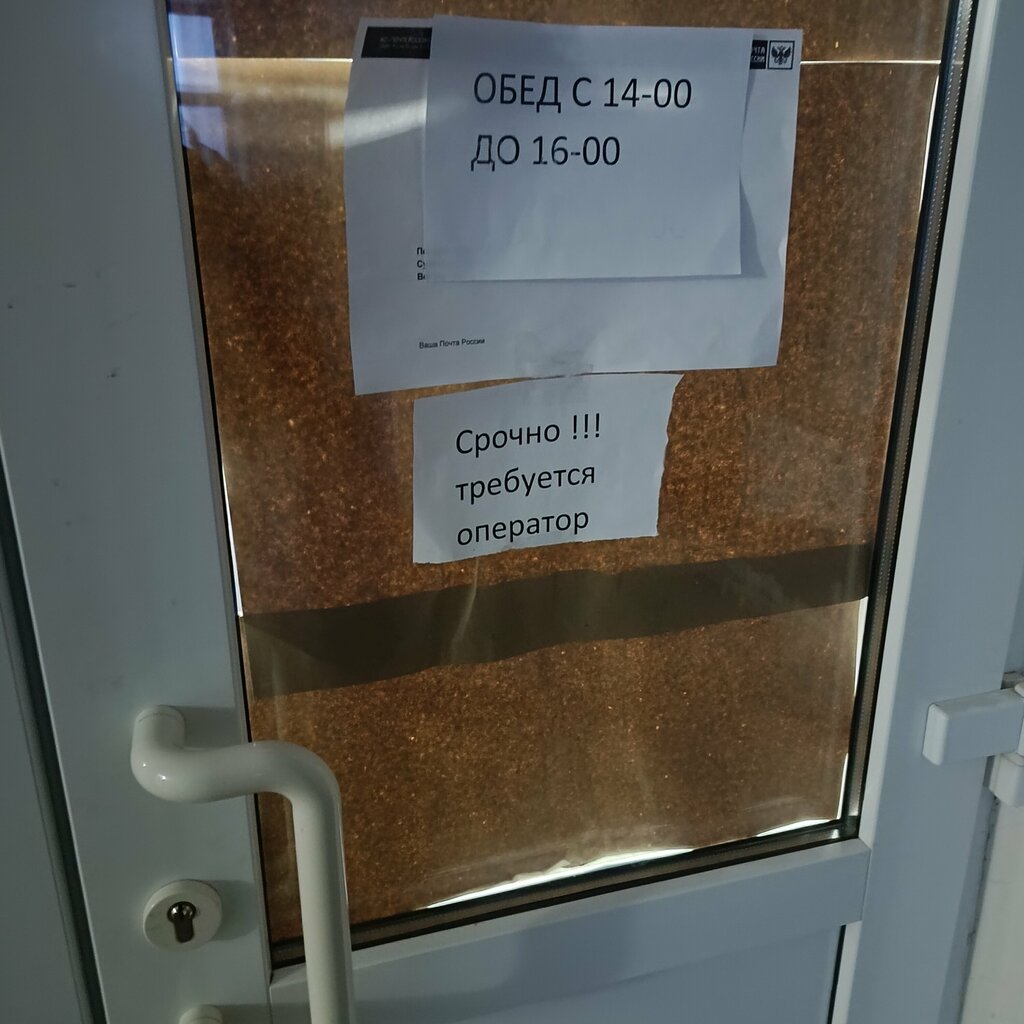 ОБЕД С 14-00
ДО 16-00
Ваша Почта России
Срочно !!!
требуется
оператор